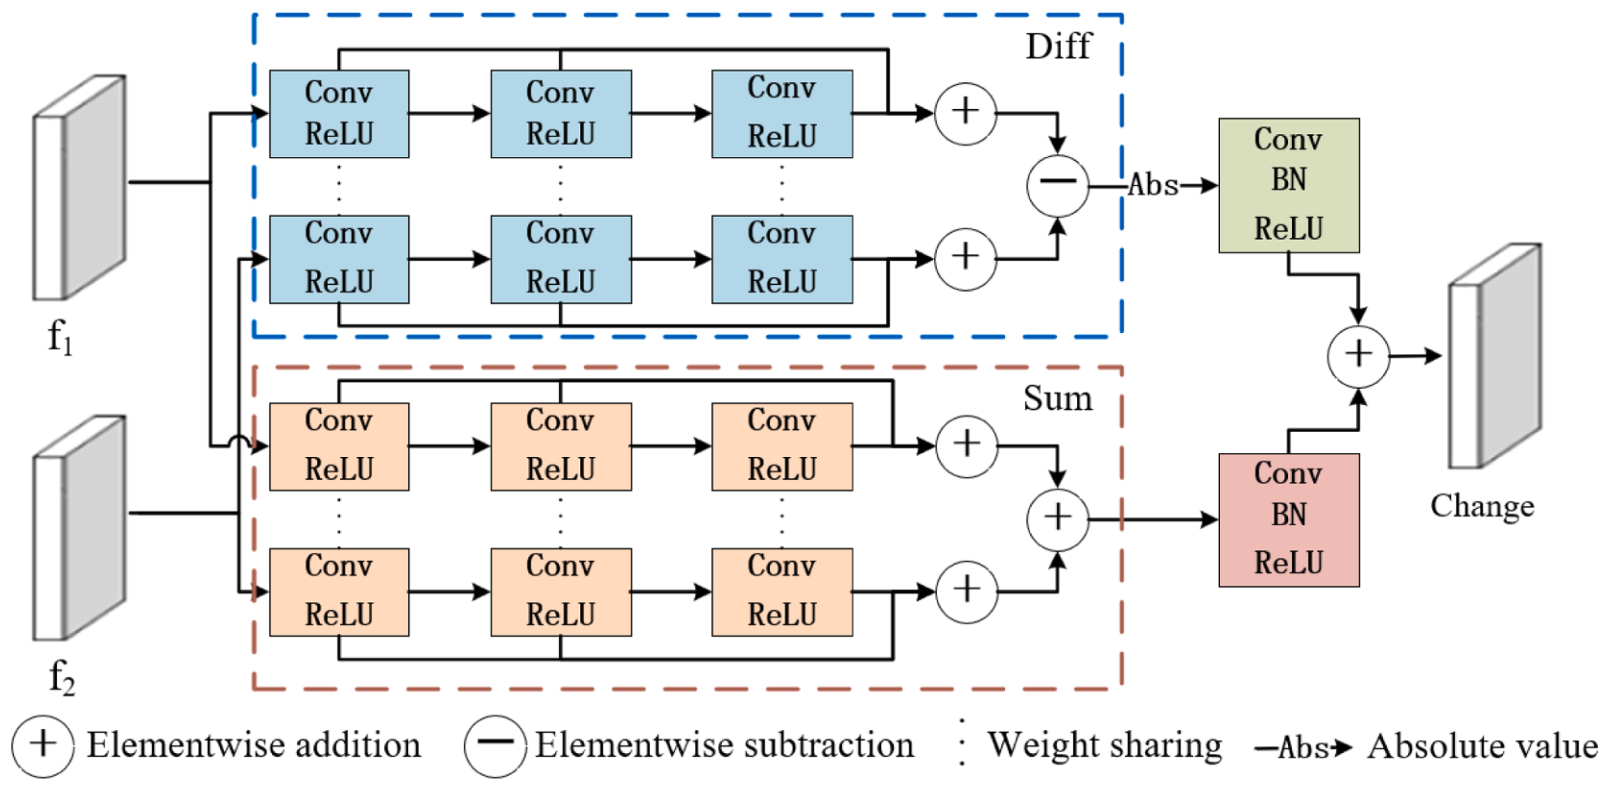 Diff
Conv
ReLU
Conv
ReLU
Conv
ReLU
+
Conv
ReLU
Conv
ReLU
Conv
ReLU
+
−
Abs
Conv
BN
ReLU
f1
Sum
Conv
ReLU
Conv
ReLU
Conv
ReLU
+
Conv
ReLU
Conv
ReLU
Conv
ReLU
+
+
Conv
BN
ReLU
+
Change
f2
+ Elementwise addition − Elementwise subtraction ⋮ Weight sharing Abs Absolute value